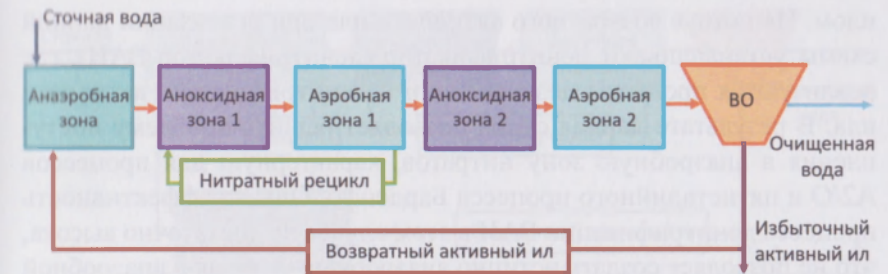 Сточная вода
Анаэробная
зона
Аноксидная
зона 1
Аэробная
зона 1
Аноксидная
зона 2
Аэробная
зона 2
ВО
Очищенная
вода
Нитратный рецикл
Возвратный активный ил
Избыточный
активный ил